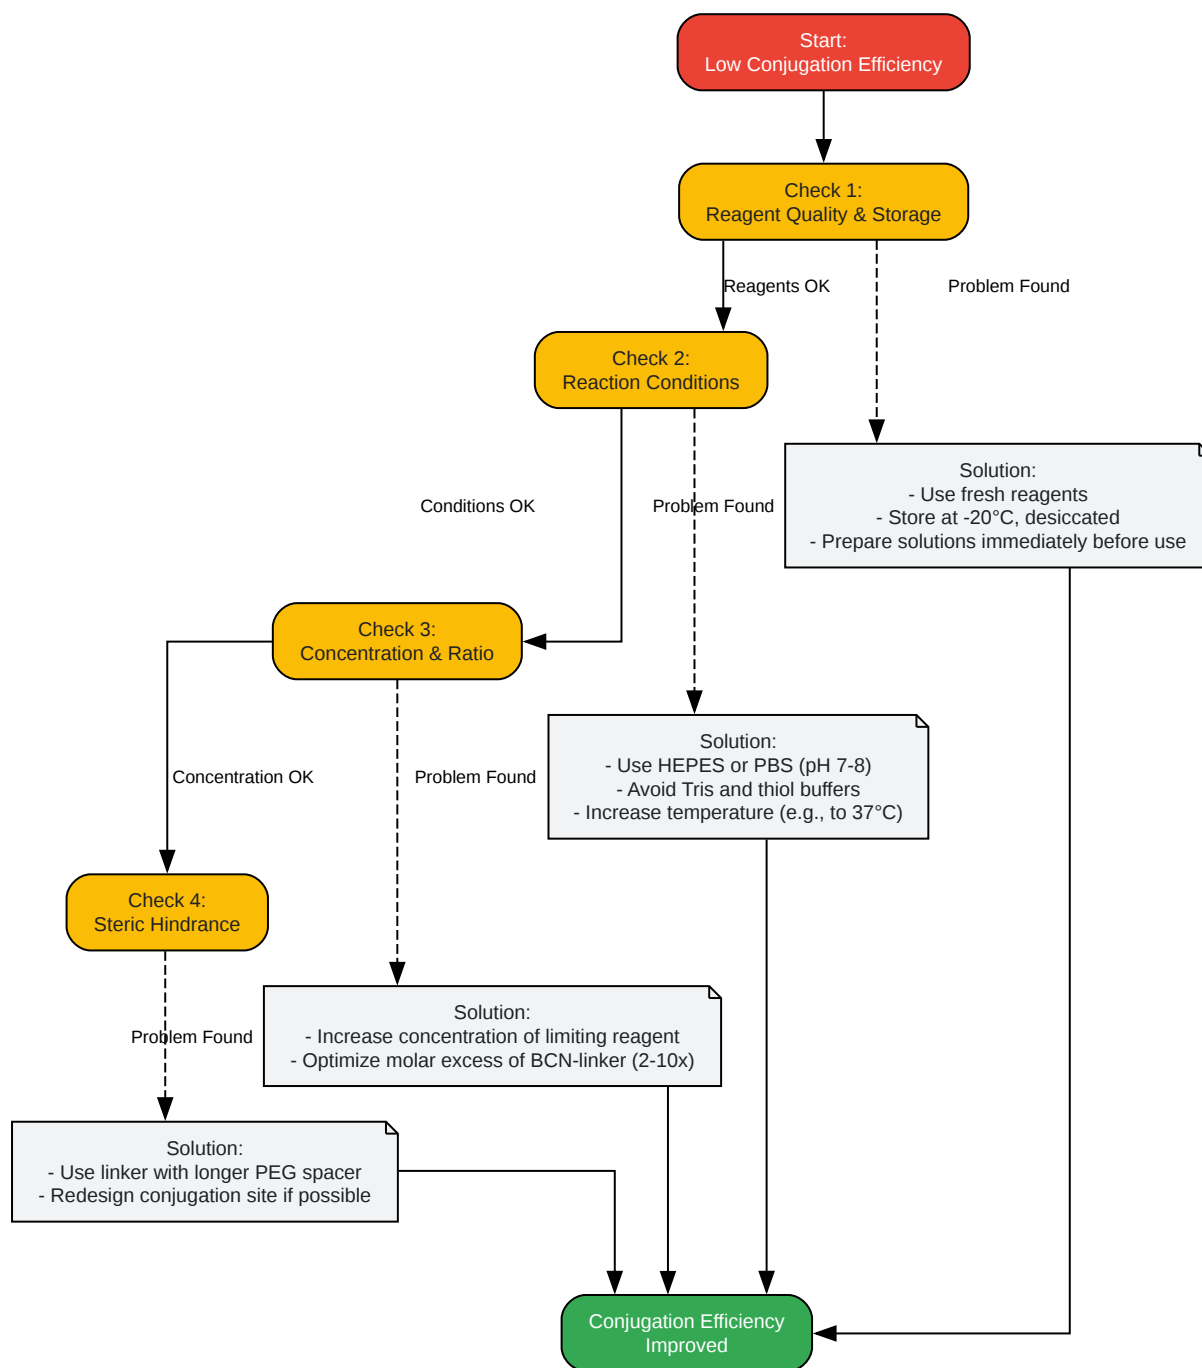 Start:
Low Conjugation Efficiency
Check 1:
Reagent Quality & Storage
Reagents OK
Problem Found
Check 2:
Reaction Conditions
Conditions OK
Problem Found
Solution:
- Use fresh reagents
- Store at -20°C, desiccated
- Prepare solutions immediately before use
Check 3:
Concentration & Ratio
Concentration OK
Problem Found
Solution:
- Use HEPES or PBS (pH 7-8)
- Avoid Tris and thiol buffers
- Increase temperature (e.g., to 37°C)
Check 4:
Steric Hindrance
Problem Found
Solution:
- Increase concentration of limiting reagent
- Optimize molar excess of BCN-linker (2-10x)
Solution:
- Use linker with longer PEG spacer
- Redesign conjugation site if possible
Conjugation Efficiency
Improved